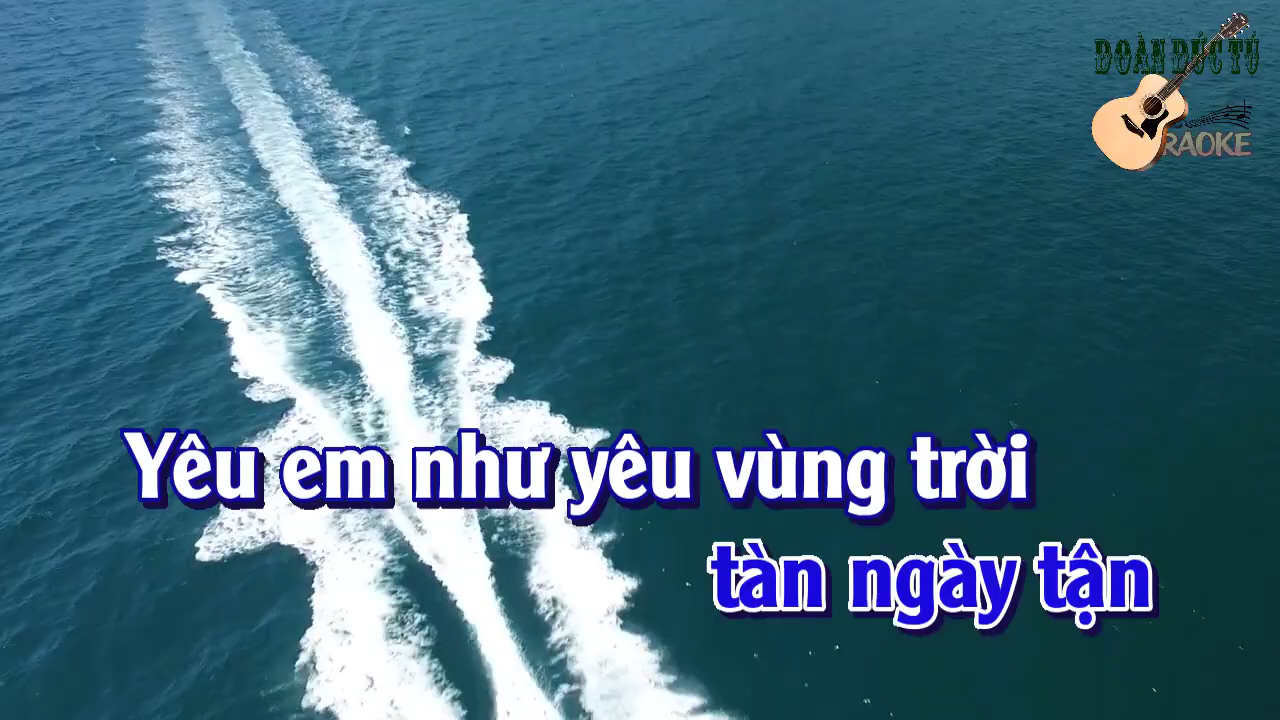 ĐOÀN ĐỨC TÚ
RAOKE
Yêu em như yêu vùng trời
tàn ngày tận